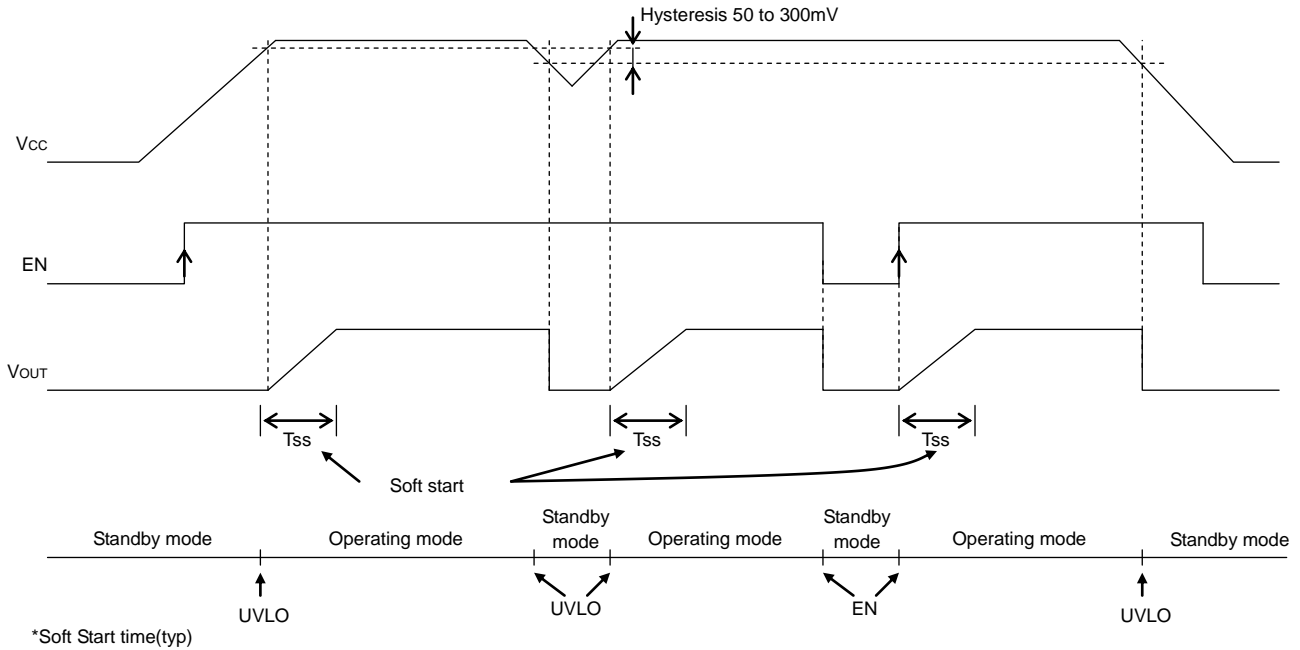 Hysteresis 50 to 300mV
VCC
EN
VOUT
Tss
Tss
Tss
Soft start
Standby mode
Operating mode
Standby
mode
Operating mode
Standby
mode
Operating mode
Standby mode
UVLO
UVLO
EN
UVLO
*Soft Start time(typ)